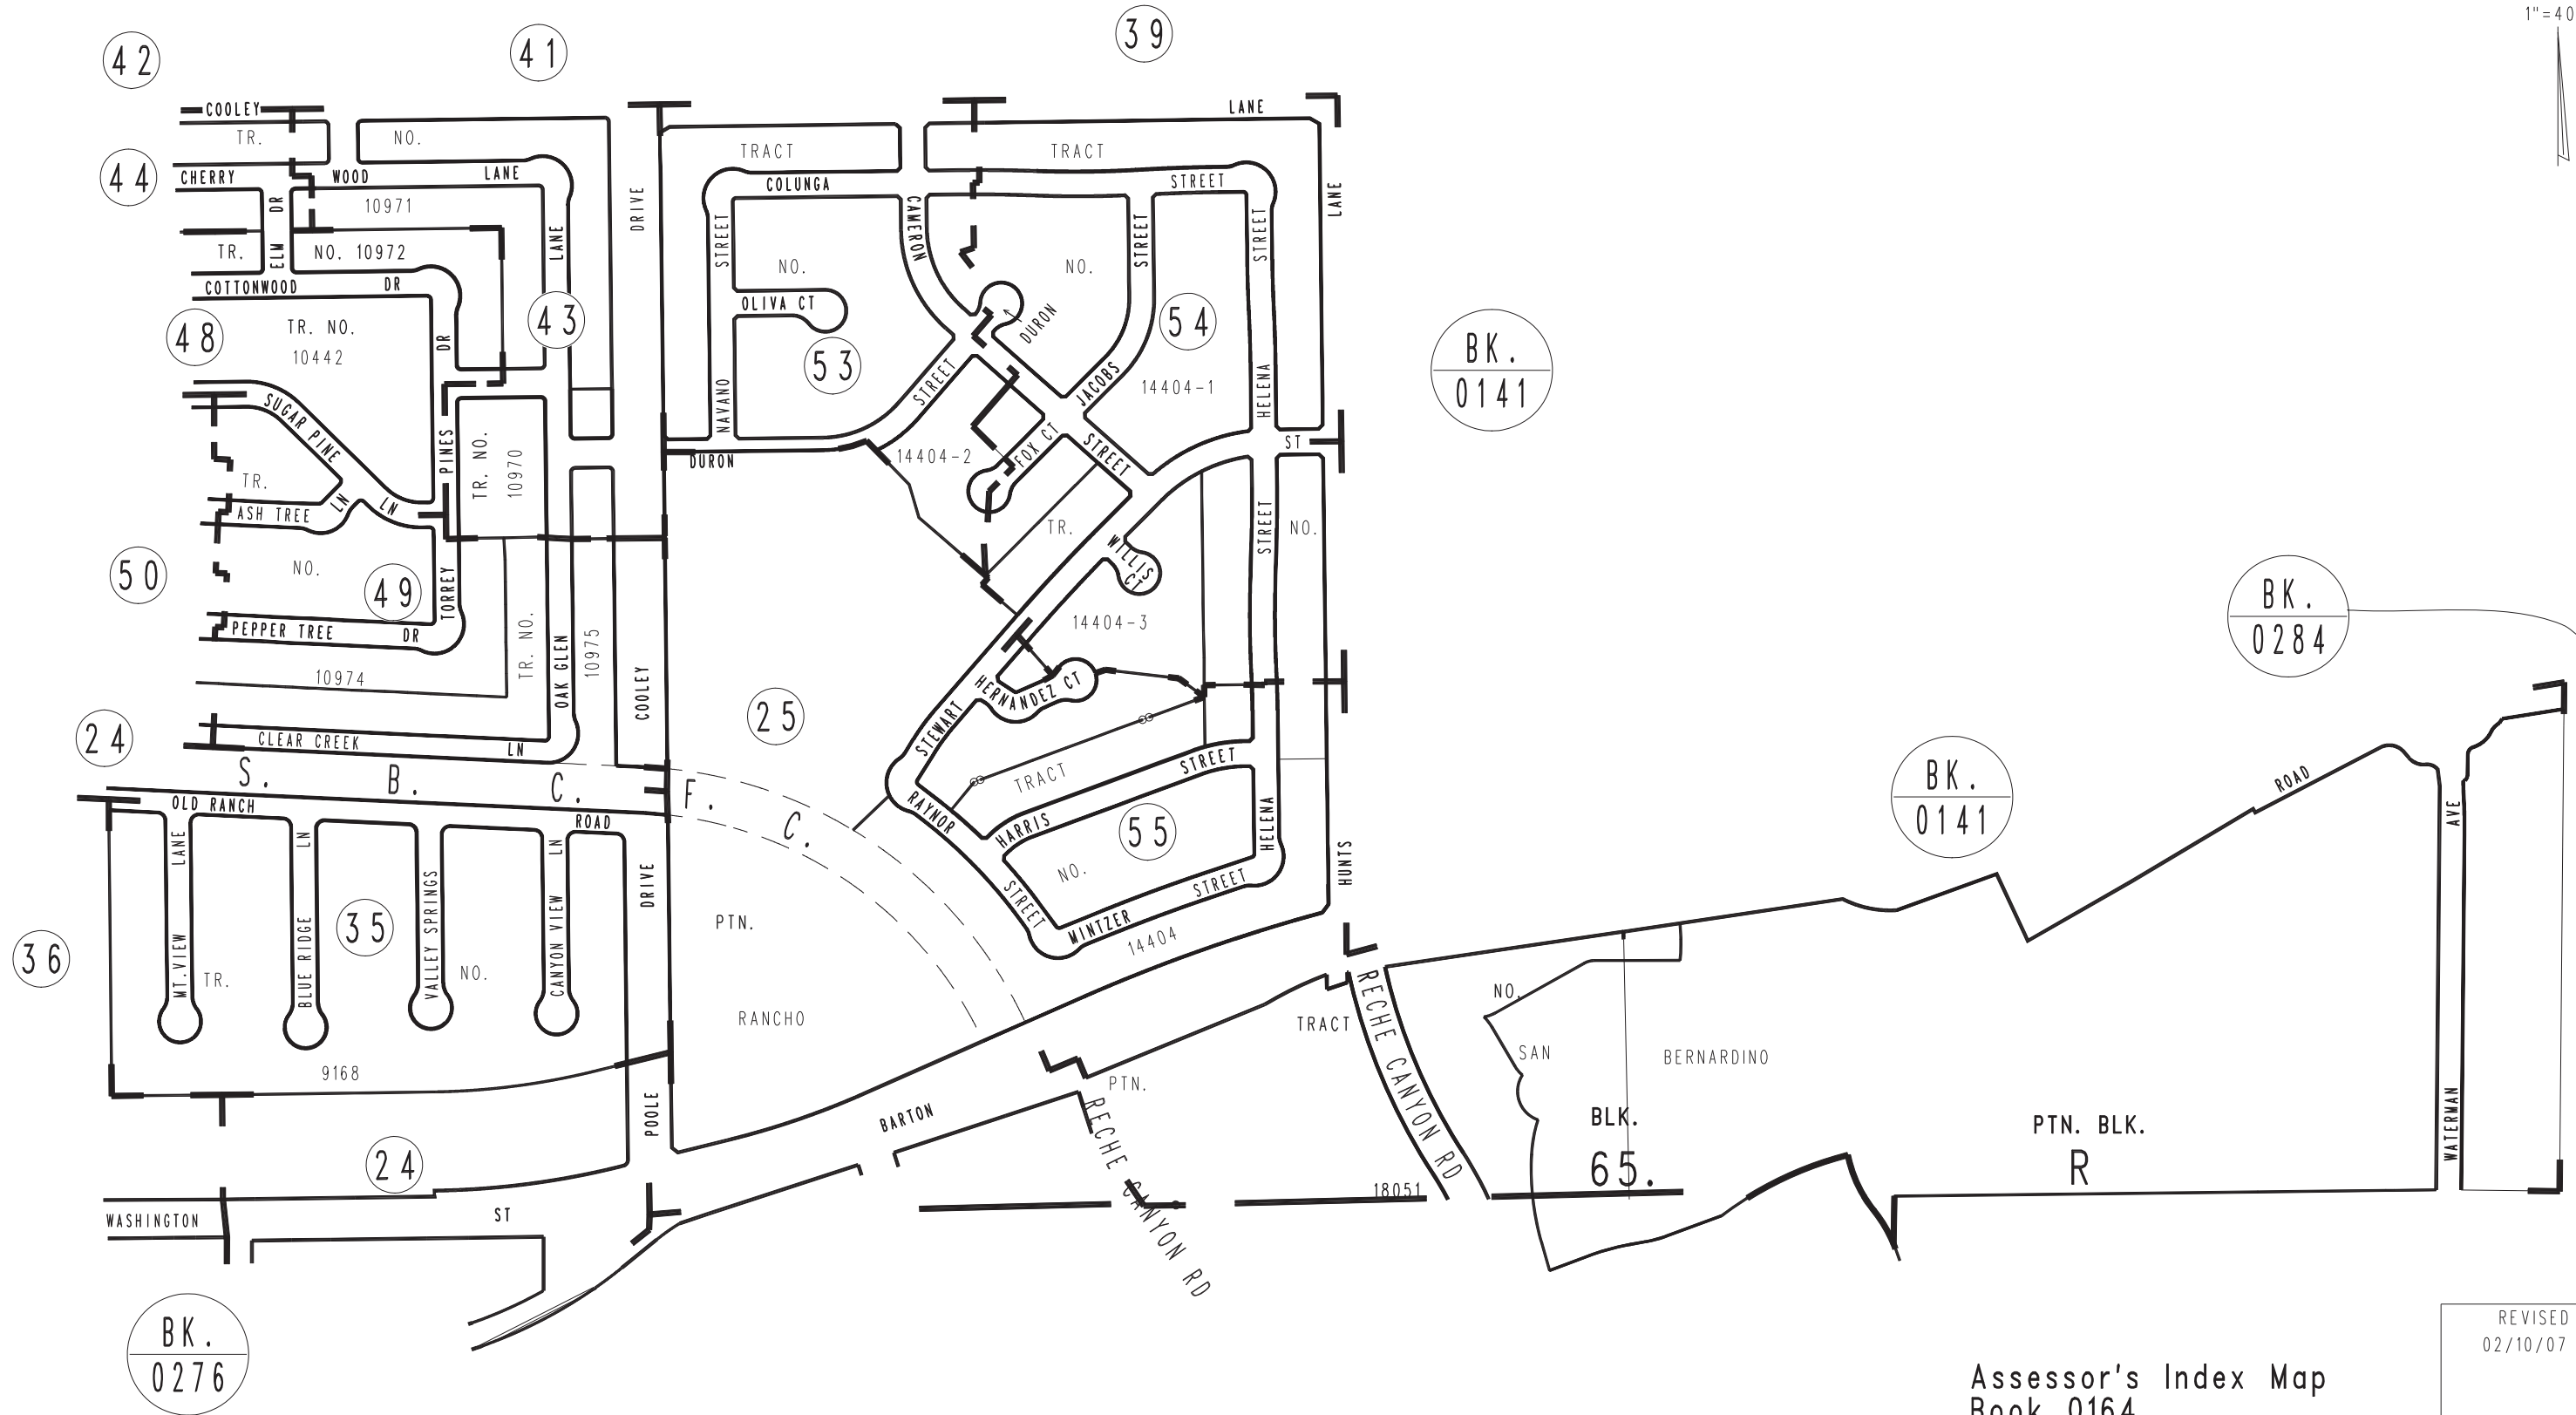 1"=40
42
41
39
COOLEY
LANE
TR.
NO.
TRACT
TRACT
44
CHERRY
WOOD
LANE
COLUNGA
STREET
10971
DR
DRIVE
LANE
CAMERON
STREET
STREET
STREET
LANE
TR.
ELM
NO. 10972
NO.
NO.
COTTONWOOD
DR
OLIVA CT
DURON
48
TR. NO.
10442
DR
43
53
54
BK.
0141
SUGAR PINE
NAVANO
STREET
JACOBS
14404-1
HELENA
PINES
TR. NO.
10970
DURON
14404-2
FOX CT
STREET
ST
TR.
ASH TREE
LN
LN
TR.
STREET
NO.
50
NO.
49
TORREY
WILLIS
CT
BK.
0284
PEPPER TREE
DR
TR. NO.
OAK GLEN
10975
COOLEY
14404-3
10974
HERNANDEZ CT
24
CLEAR CREEK
LN
25
STEWART
S. B. C. F. C.
TRACT
STREET
BK.
0141
ROAD
OLD RANCH
ROAD
RAYNOR
HARRIS
55
HELENA
AVE
LANE
LN
LN
DRIVE
NO.
HUNTS
36
MT.VIEW
TR.
BLUE RIDGE
35
VALLEY SPRINGS
NO.
CANYON VIEW
PTN.
STREET
MINTZER
STREET
14404
RANCHO
TRACT
RECHE CANYON RD
NO.
SAN
BERNARDINO
9168
POOLE
BARTON
PTN.
RECHE CANYON RD
BLK.
65.
PTN. BLK.
R
WATERMAN
24
18051
WASHINGTON
ST
BK.
0276
REVISED
02/10/07
Assessor's Index Map
Book 0164